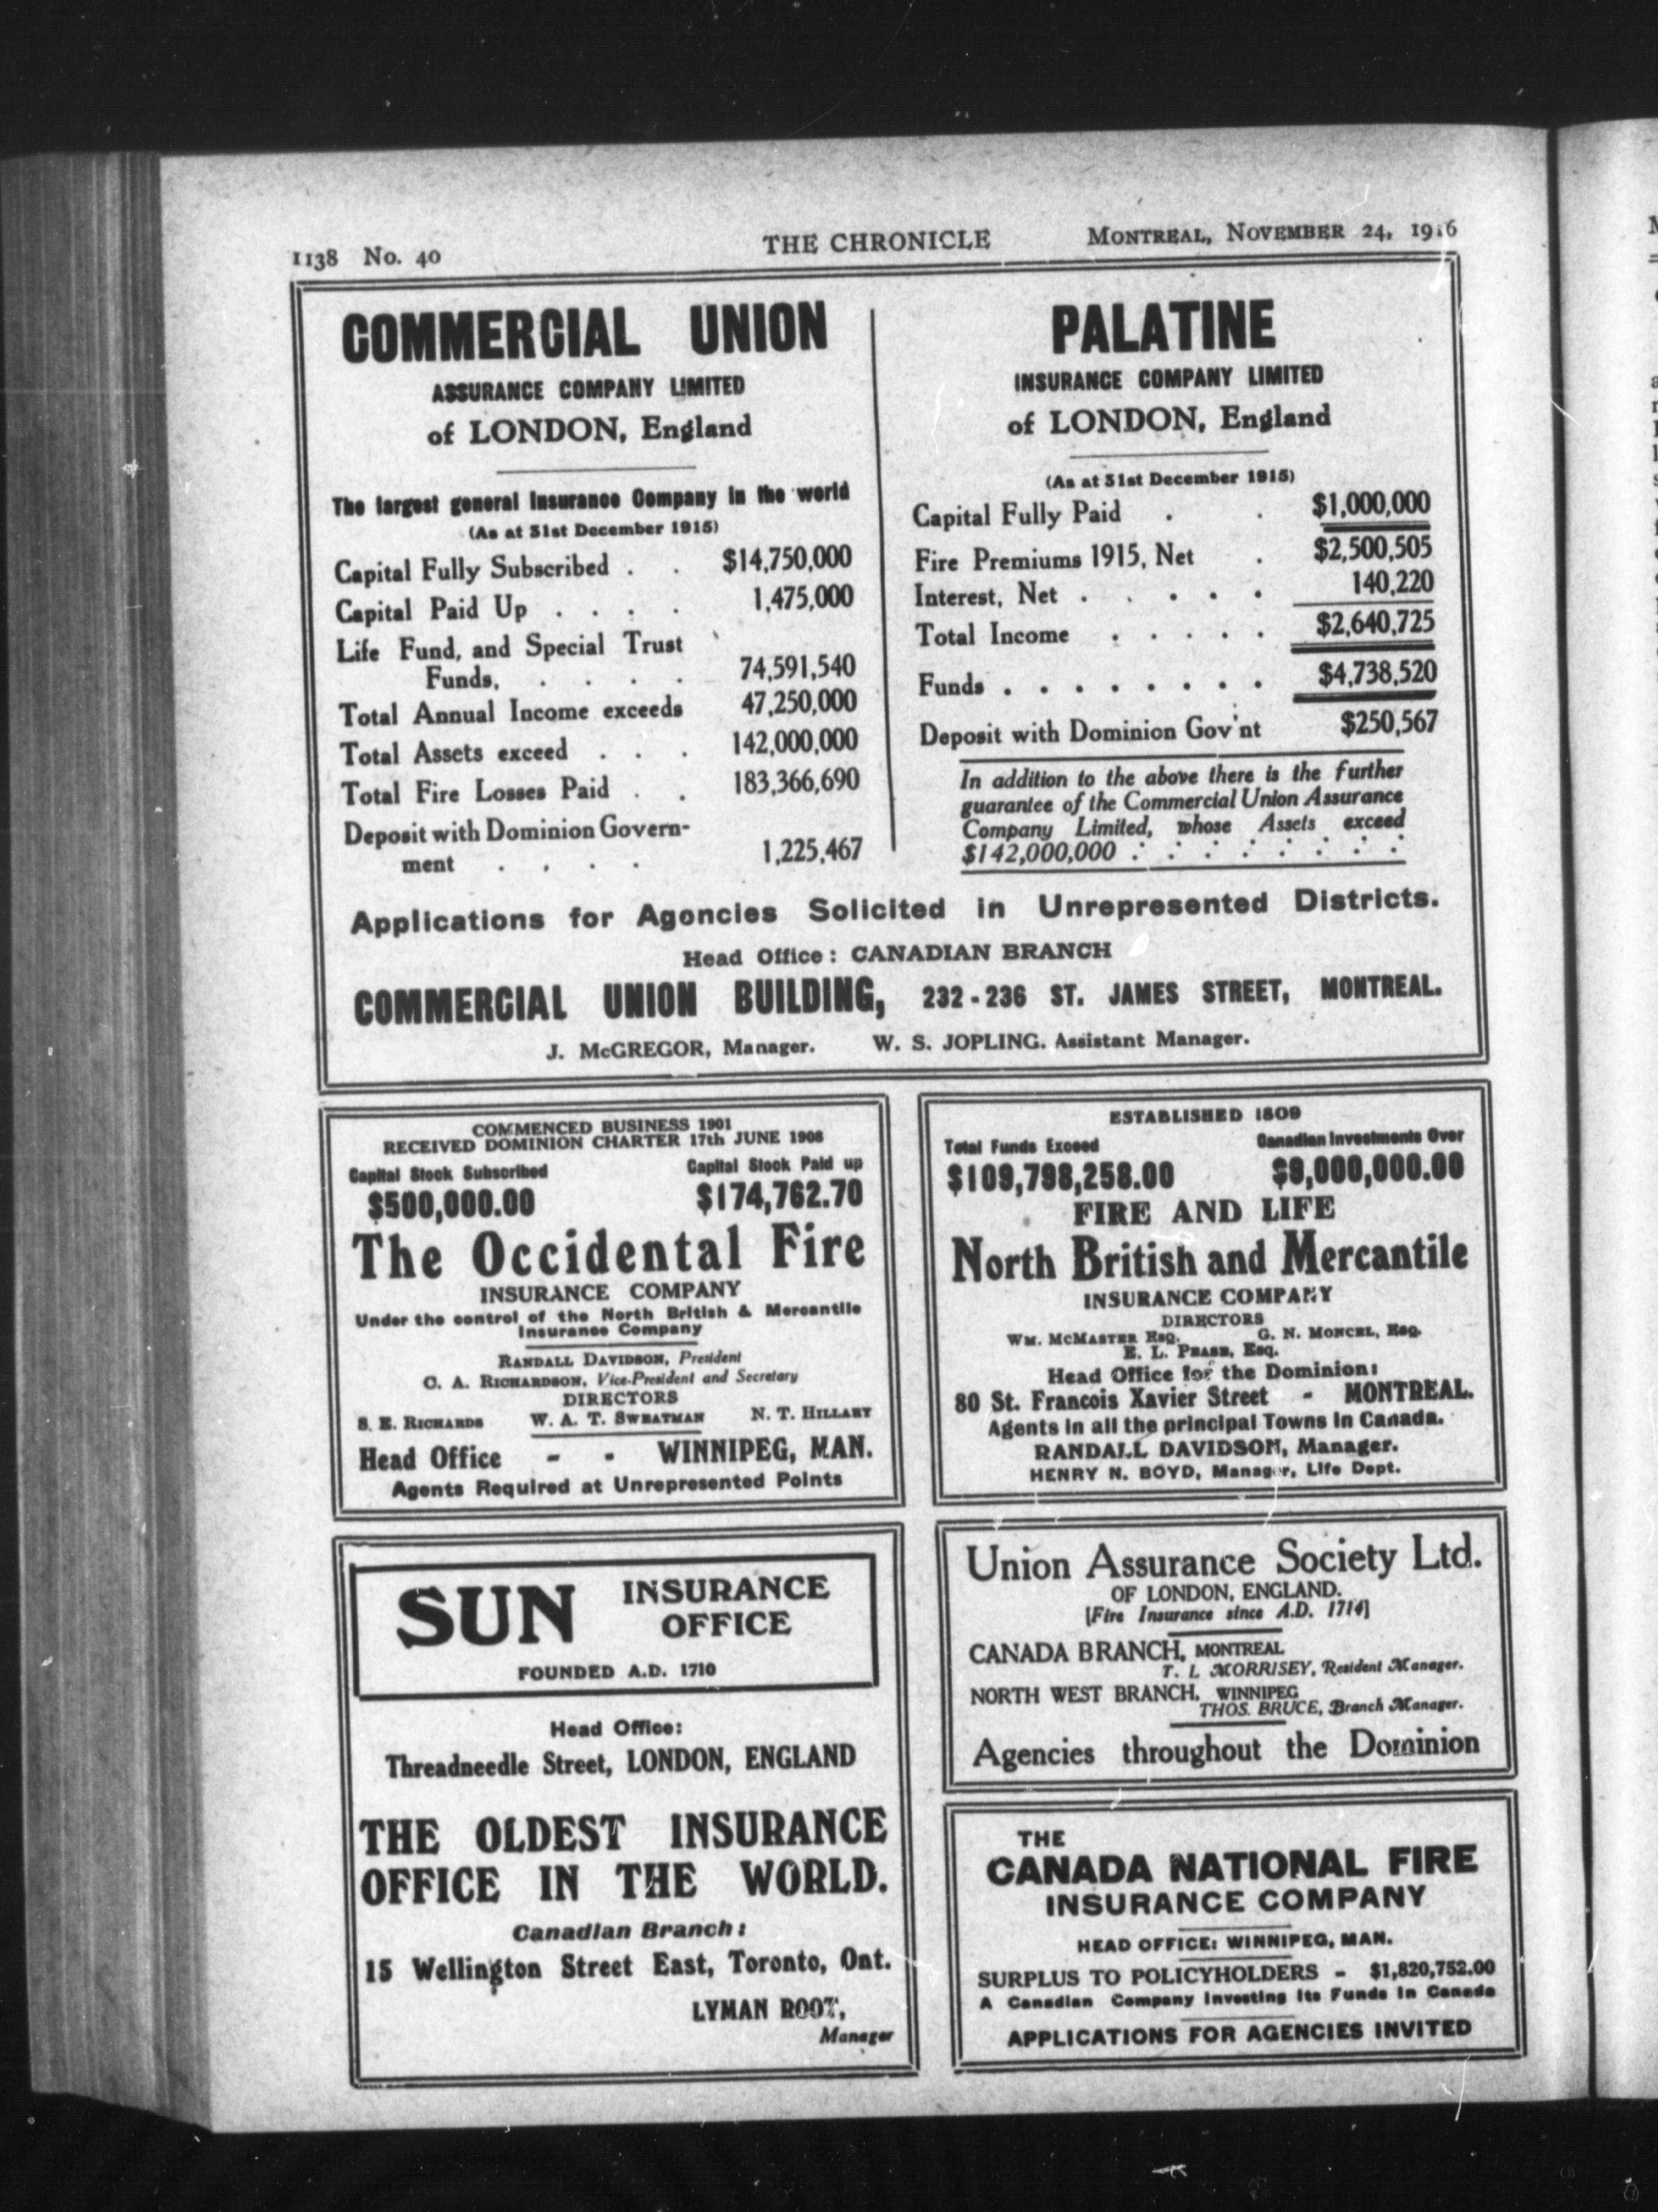 1138 No. 40
THE CHRONICLE
MONTREAL, NOVEMBER 24, 1916
COMMERCIAL UNION
ASSURANCE COMPANY LIMITED
of LONDON, England
The largest general Insurance Company in the world
(As at 31st December 1915)
Capital Fully Subscribed . . $14,750,000
Capital Paid Up . . . . 1,475,000
Life Fund, and Special Trust
Funds, . . . . 74,591,540
Total Annual Income exceeds 47,250,000
Total Assets exceed . . . 142,000,000
Total Fire Losses Paid . . 183,366,690
Deposit with Dominion Govern-
ment . . . . 1,225,467
PALATINE
INSURANCE COMPANY LIMITED
of LONDON, England
(As at 31st December 1915)
Capital Fully Paid . . $1,000,000
Fire Premiums 1915, Net . $2,500,505
Interest, Net . . . . . . 140,220
Total Income . . . . . $2,640,725
Funds . . . . . . . . $4,738,520
Deposit with Dominion Gov'nt $250,567
In addition to the above there is the further
guarantee of the Commercial Union Assurance
Company Limited, whose Assets exceed
$142,000,000
Applications for Agencies Solicited in Unrepresented Districts.
Head Office: CANADIAN BRANCH
COMMERCIAL UNION BUILDING, 232-236 ST. JAMES STREET, MONTREAL.
J. McGREGOR, Manager. W. S. JOPLING. Assistant Manager.
COMMENCED BUSINESS 1901
RECEIVED DOMINION CHARTER 17th JUNE 1908
Capital Stock Subscribed Capital Stock Paid up
$500,000.00 $174,762.70
The Occidental Fire
INSURANCE COMPANY
Under the control of the North British & Mercantile
Insurance Company
RANDALL DAVIDSON, President
C. A. RICHARDSON, Vice-President and Secretary
DIRECTORS
S. E. RICHARDS W. A. T. SWEATMAN N. T. HILLARY
Head Office - - WINNIPEG, MAN.
Agents Required at Unrepresented Points
ESTABLISHED 1809
Total Funds Exceed Canadian Investments Over
$109,798,258.00 $9,000,000.00
FIRE AND LIFE
North British and Mercantile
INSURANCE COMPANY
DIRECTORS
WM. MCMASTER ESQ. G. N. MONCEL, ESQ.
E. L. PEASE, Esq.
Head Office for the Dominion:
80 St. Francois Xavier Street - MONTREAL.
Agents in all the principal Towns in Canada.
RANDALL DAVIDSON, Manager.
HENRY N. BOYD, Manager, Life Dept.
SUN INSURANCE
OFFICE
FOUNDED A.D. 1710
Head Office:
Threadneedle Street, LONDON, ENGLAND
THE OLDEST INSURANCE
OFFICE IN THE WORLD.
Canadian Branch:
15 Wellington Street East, Toronto, Ont.
LYMAN ROOT,
Manager
Union Assurance Society Ltd.
OF LONDON, ENGLAND.
[Fire Insurance since A.D. 1714]
CANADA BRANCH, MONTREAL
T. L. MORRISEY, Resident Manager.
NORTH WEST BRANCH, WINNIPEG
THOS. BRUCE, Branch Manager.
Agencies throughout the Dominion
THE
CANADA NATIONAL FIRE
INSURANCE COMPANY
HEAD OFFICE: WINNIPEG, MAN.
SURPLUS TO POLICYHOLDERS - $1,820,752.00
A Canadian Company Investing Its Funds in Canada
APPLICATIONS FOR AGENCIES INVITED